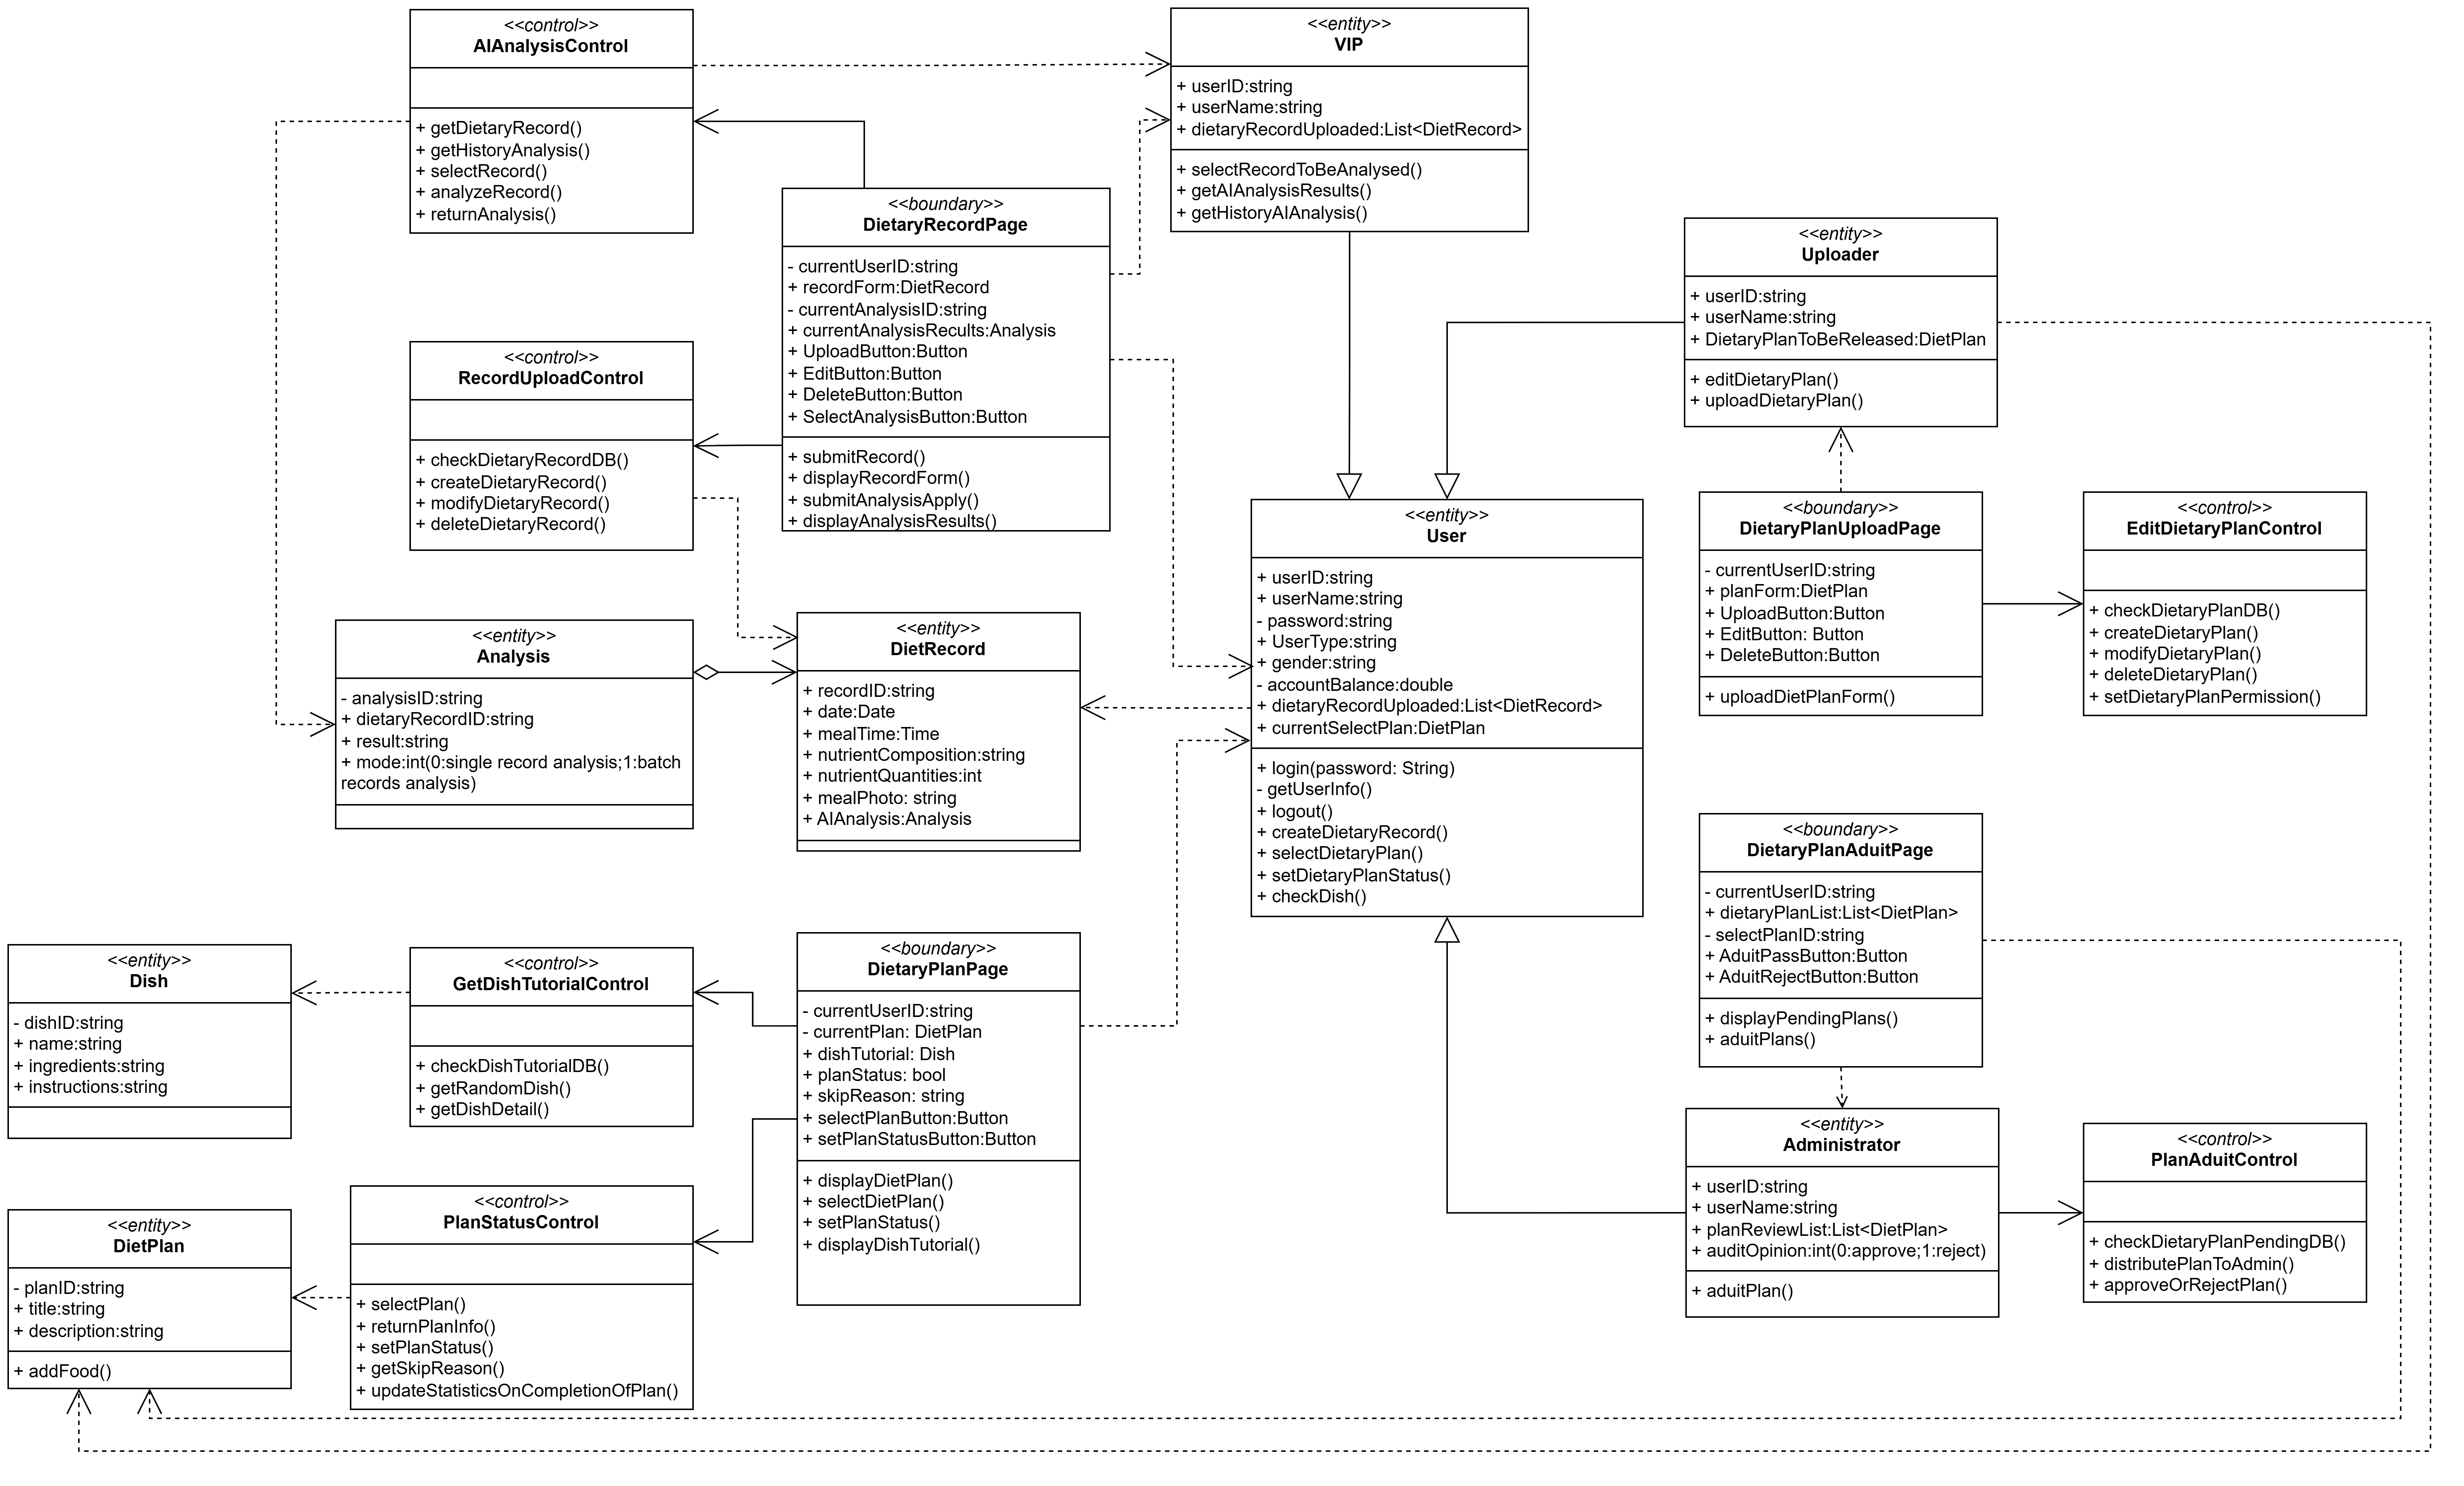 <<control>>
AIAnalysisControl
+ getDietaryRecord()
+ getHistoryAnalysis()
+ selectRecord()
+ analyzeRecord()
+ returnAnalysis()
<<entity>>
VIP
+ userID:string
+ userName:string
+ dietaryRecordUploaded:List<DietRecord>
+ selectRecordToBeAnalysed()
+ getAIAnalysisResults()
+ getHistoryAIAnalysis()
<<boundary>>
DietaryRecordPage
- currentUserID:string
+ recordForm:DietRecord
- currentAnalysisID:string
+ currentAnalysisRecults:Analysis
+ UploadButton:Button
+ EditButton:Button
+ DeleteButton:Button
+ SelectAnalysisButton:Button
+ submitRecord()
+ displayRecordForm()
+ submitAnalysisApply()
+ displayAnalysisResults()
<<entity>>
Uploader
+ userID:string
+ userName:string
+ DietaryPlanToBeReleased:DietPlan
+ editDietaryPlan()
+ uploadDietaryPlan()
<<control>>
RecordUploadControl
+ checkDietaryRecordDB()
+ createDietaryRecord()
+ modifyDietaryRecord()
+ deleteDietaryRecord()
<<entity>>
User
+ userID:string
+ userName:string
- password:string
+ UserType:string
+ gender:string
- accountBalance:double
+ dietaryRecordUploaded:List<DietRecord>
+ currentSelectPlan:DietPlan
+ login(password: String)
- getUserInfo()
+ logout()
+ createDietaryRecord()
+ selectDietaryPlan()
+ setDietaryPlanStatus()
+ checkDish()
<<boundary>>
DietaryPlanUploadPage
- currentUserID:string
+ planForm:DietPlan
+ UploadButton:Button
+ EditButton: Button
+ DeleteButton:Button
+ uploadDietPlanForm()
<<control>>
EditDietaryPlanControl
+ checkDietaryPlanDB()
+ createDietaryPlan()
+ modifyDietaryPlan()
+ deleteDietaryPlan()
+ setDietaryPlanPermission()
<<entity>>
Analysis
- analysisID:string
+ dietaryRecordID:string
+ result:string
+ mode:int(0:single record analysis;1:batch
records analysis)
<<entity>>
DietRecord
+ recordID:string
+ date:Date
+ mealTime:Time
+ nutrientComposition:string
+ nutrientQuantities:int
+ mealPhoto: string
+ AIAnalysis:Analysis
<<boundary>>
DietaryPlanAduitPage
- currentUserID:string
+ dietaryPlanList:List<DietPlan>
- selectPlanID:string
+ AduitPassButton:Button
+ AduitRejectButton:Button
+ displayPendingPlans()
+ aduitPlans()
<<entity>>
Dish
- dishID:string
+ name:string
+ ingredients:string
+ instructions:string
<<control>>
GetDishTutorialControl
+ checkDishTutorialDB()
+ getRandomDish()
+ getDishDetail()
<<boundary>>
DietaryPlanPage
- currentUserID:string
- currentPlan: DietPlan
+ dishTutorial: Dish
+ planStatus: bool
+ skipReason: string
+ selectPlanButton:Button
+ setPlanStatusButton:Button
+ displayDietPlan()
+ selectDietPlan()
+ setPlanStatus()
+ displayDishTutorial()
<<entity>>
Administrator
+ userID:string
+ userName:string
+ planReviewList:List<DietPlan>
+ auditOpinion:int(0:approve;1:reject)
+ aduitPlan()
<<control>>
PlanAduitControl
+ checkDietaryPlanPendingDB()
+ distributePlanToAdmin()
+ approveOrRejectPlan()
<<entity>>
DietPlan
- planID:string
+ title:string
+ description:string
+ addFood()
<<control>>
PlanStatusControl
+ selectPlan()
+ returnPlanInfo()
+ setPlanStatus()
+ getSkipReason()
+ updateStatisticsOnCompletionOfPlan()